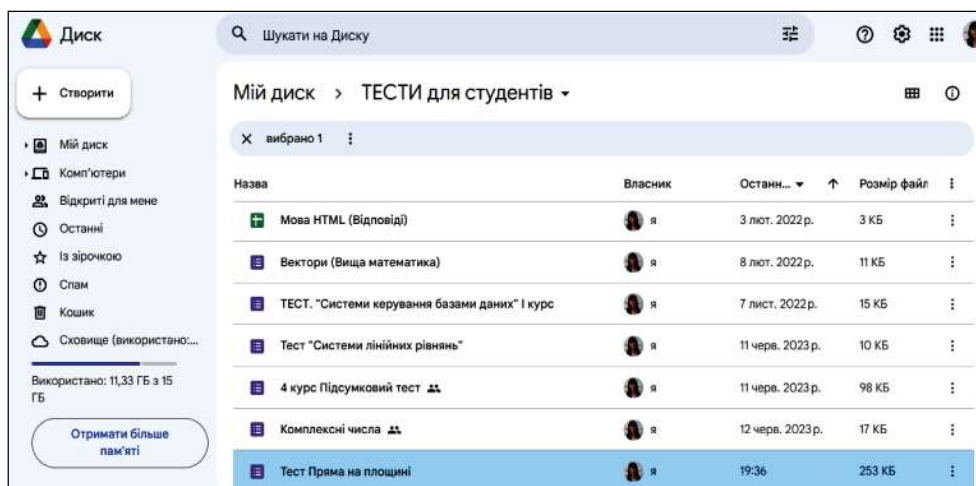 Диск
Шукати на Диску
Створити
Мій диск
Комп'ютери
Відкриті для мене
Останні
Із зірочкою
Спам
Кошик
Сховище (використано:...
Використано: 11,33 ГБ з 15
ГБ
Отримати більше
пам'яті
Мій диск > ТЕСТИ для студентів
вибрано 1
Назва Власник Останн... Розмір файл
Мова HTML (Відповіді) я 3 лют. 2022 р. 3 КБ
Вектори (Вища математика) я 8 лют. 2022 р. 11 КБ
ТЕСТ. "Системи керування базами даних" І курс я 7 лист. 2022 р. 15 КБ
Тест "Системи лінійних рівнянь" я 11 черв. 2023 р. 10 КБ
4 курс Підсумковий тест я 11 черв. 2023 р. 98 КБ
Комплексні числа я 12 черв. 2023 р. 17 КБ
Тест Пряма на площині я 19:36 253 КБ